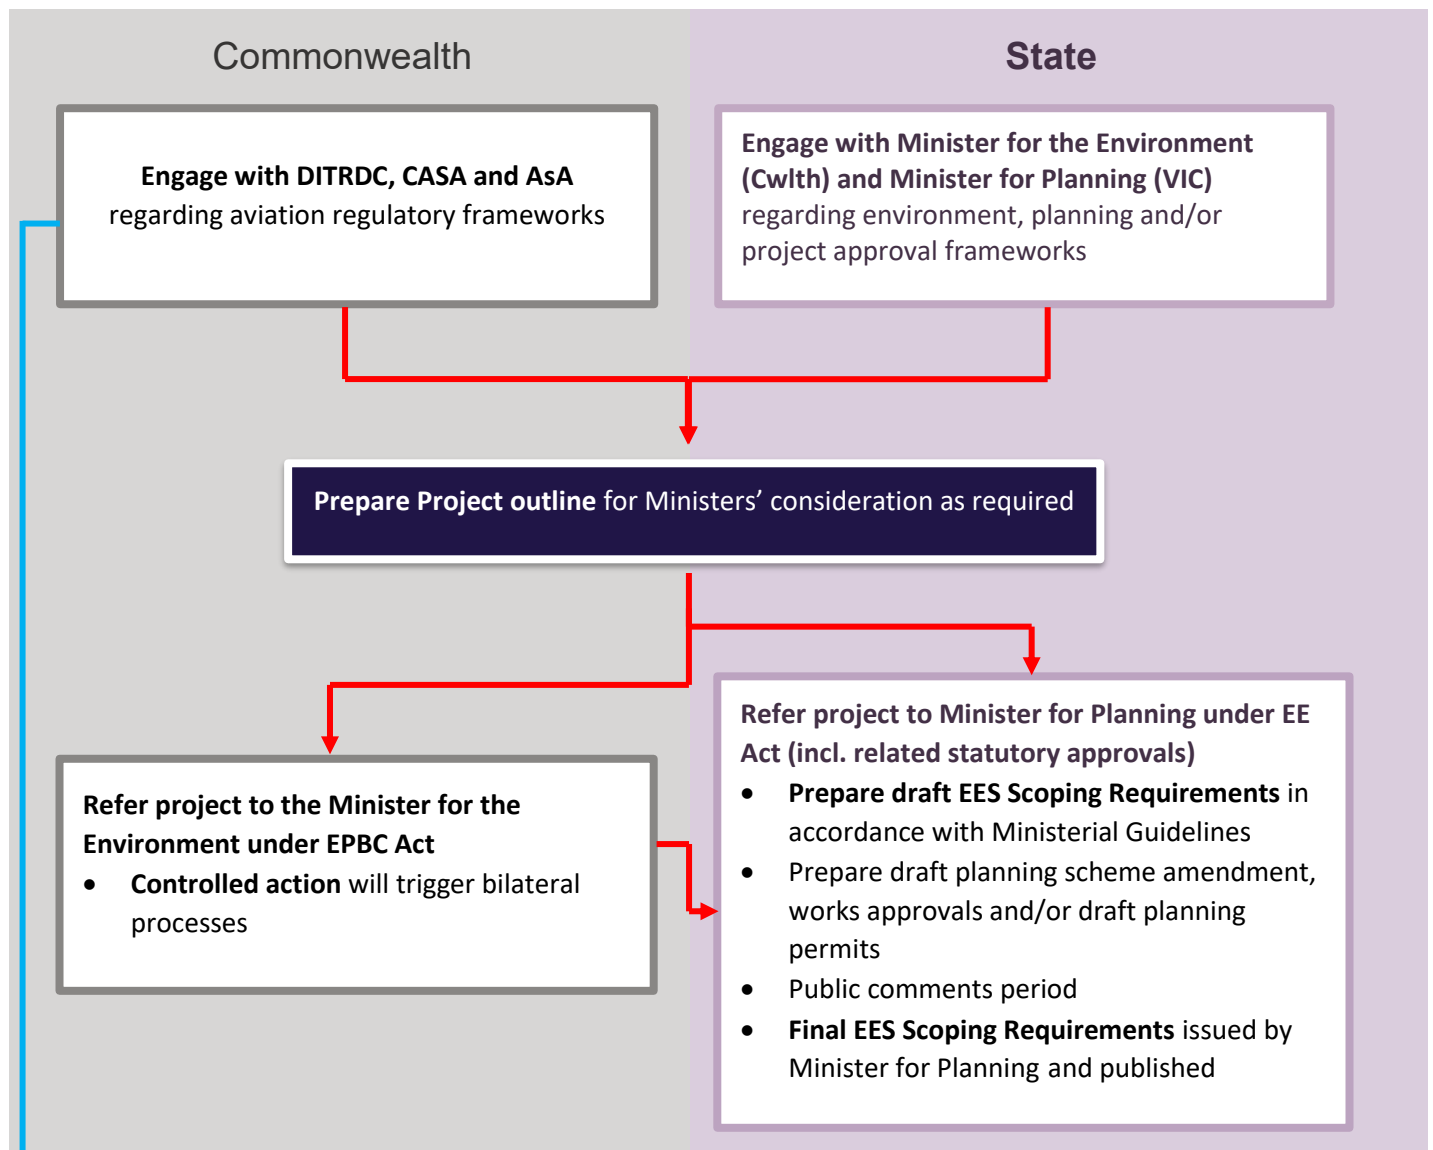 Commonwealth
State
Engage with DITRDC, CASA and AsA
regarding aviation regulatory frameworks
Engage with Minister for the Environment
(Cwlth) and Minister for Planning (VIC)
regarding environment, planning and/or
project approval frameworks
Prepare Project outline for Ministers’ consideration as required
Refer project to the Minister for the
Environment under EPBC Act
• Controlled action will trigger bilateral
processes
Refer project to Minister for Planning under EE
Act (incl. related statutory approvals)
• Prepare draft EES Scoping Requirements in
accordance with Ministerial Guidelines
• Prepare draft planning scheme amendment,
works approvals and/or draft planning
permits
• Public comments period
• Final EES Scoping Requirements issued by
Minister for Planning and published